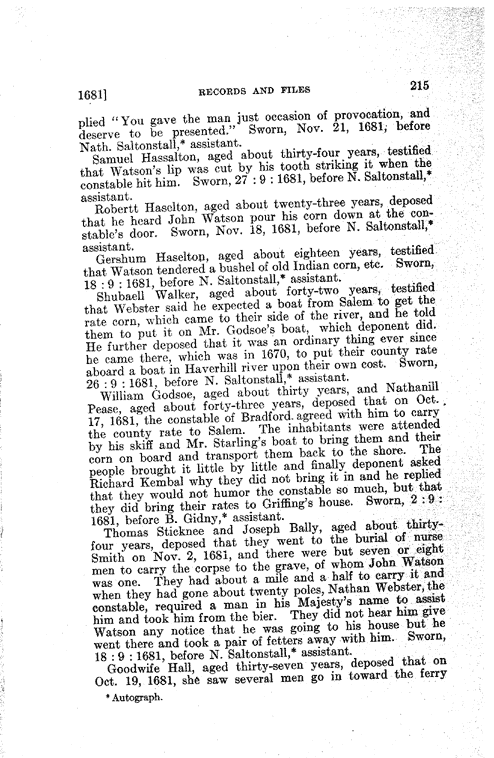 1681] RECORDS AND FILES 215
plied "You gave the man just occasion of provocation, and
deserve to be presented." Sworn, Nov. 21, 1681, before
Nath. Saltonstall,* assistant.
Samuel Hassalton, aged about thirty-four years, testified
that Watson's lip was cut by his tooth striking it when the
constable hit him. Sworn, 27 : 9 : 1681, before N. Saltonstall,*
assistant.
Robertt Haselton, aged about twenty-three years, deposed
that he heard John Watson pour his corn down at the con-
stable's door. Sworn, Nov. 18, 1681, before N. Saltonstall,*
assistant.
Gershum Haselton, aged about eighteen years, testified
that Watson tendered a bushel of old Indian corn, etc. Sworn,
18 : 9 : 1681, before N. Saltonstall,* assistant.
Shubaell Walker, aged about forty-two years, testified
that Webster said he expected a boat from Salem to get the
rate corn, which came to their side of the river, and he told
them to put it on Mr. Godsoe's boat, which deponent did.
He further deposed that it was an ordinary thing ever since
he came there, which was in 1670, to put their county rate
aboard a boat in Haverhill river upon their own cost. Sworn,
26 : 9 : 1681, before N. Saltonstall,* assistant.
William Godsoe, aged about thirty years, and Nathanill
Pease, aged about forty-three years, deposed that on Oct.
17, 1681, the constable of Bradford agreed with him to carry
the county rate to Salem. The inhabitants were attended
by his skiff and Mr. Starling's boat to bring them and their
corn on board and transport them back to the shore. The
people brought it little by little and finally deponent asked
Richard Kembal why they did not bring it in and he replied
that they would not humor the constable so much, but that
they did bring their rates to Griffing's house. Sworn, 2 : 9 :
1681, before B. Gidny,* assistant.
Thomas Sticknee and Joseph Bally, aged about thirty-
four years, deposed that they went to the burial of nurse
Smith on Nov. 2, 1681, and there were but seven or eight
men to carry the corpse to the grave, of whom John Watson
was one. They had about a mile and a half to carry it and
when they had gone about twenty poles, Nathan Webster, the
constable, required a man in his Majesty's name to assist
him and took him from the bier. They did not hear him give
Watson any notice that he was going to his house but he
went there and took a pair of fetters away with him. Sworn,
18 : 9 : 1681, before N. Saltonstall,* assistant.
Goodwife Hall, aged thirty-seven years, deposed that on
Oct. 19, 1681, she saw several men go in toward the ferry
* Autograph.